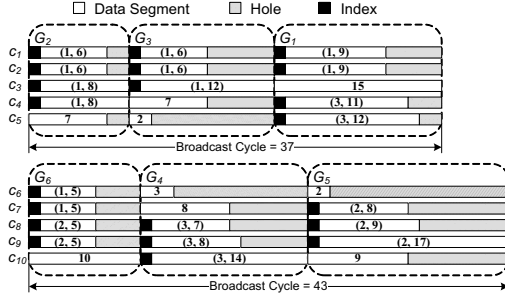 Data Segment Hole Index
G2 G3 G1
c1 (1, 6) (1, 6) (1, 9)
c2 (1, 6) (1, 6) (1, 9)
c3 (1, 8) (1, 12) 15
c4 (1, 8) 7 (3, 11)
c5 7 2 (3, 12)
Broadcast Cycle = 37
G6 G4 G5
c6 (1, 5) 3 2
c7 (1, 5) 8 (2, 8)
c8 (2, 5) (3, 7) (2, 9)
c9 (2, 5) (3, 8) (2, 17)
c10 10 (3, 14) 9
Broadcast Cycle = 43